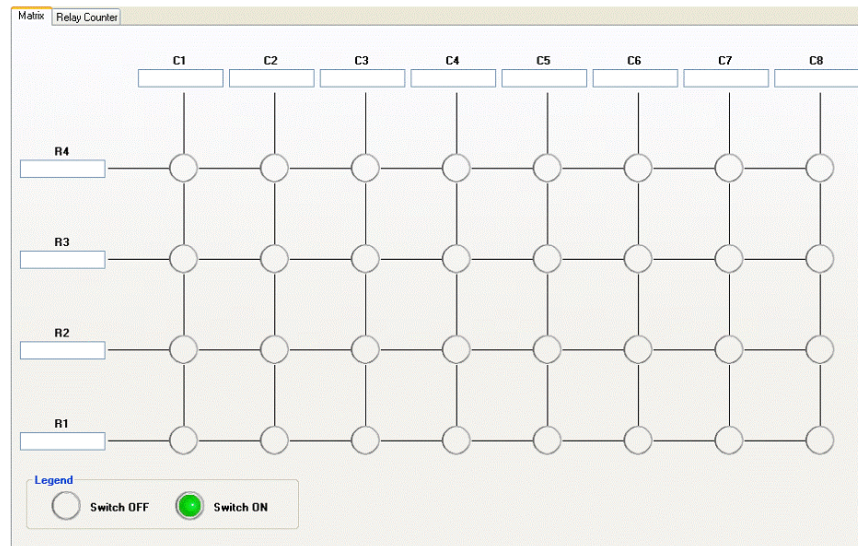 Matrix Relay Counter
C1 C2 C3 C4 C5 C6 C7 C8
R4
R3
R2
R1
Legend
Switch OFF Switch ON